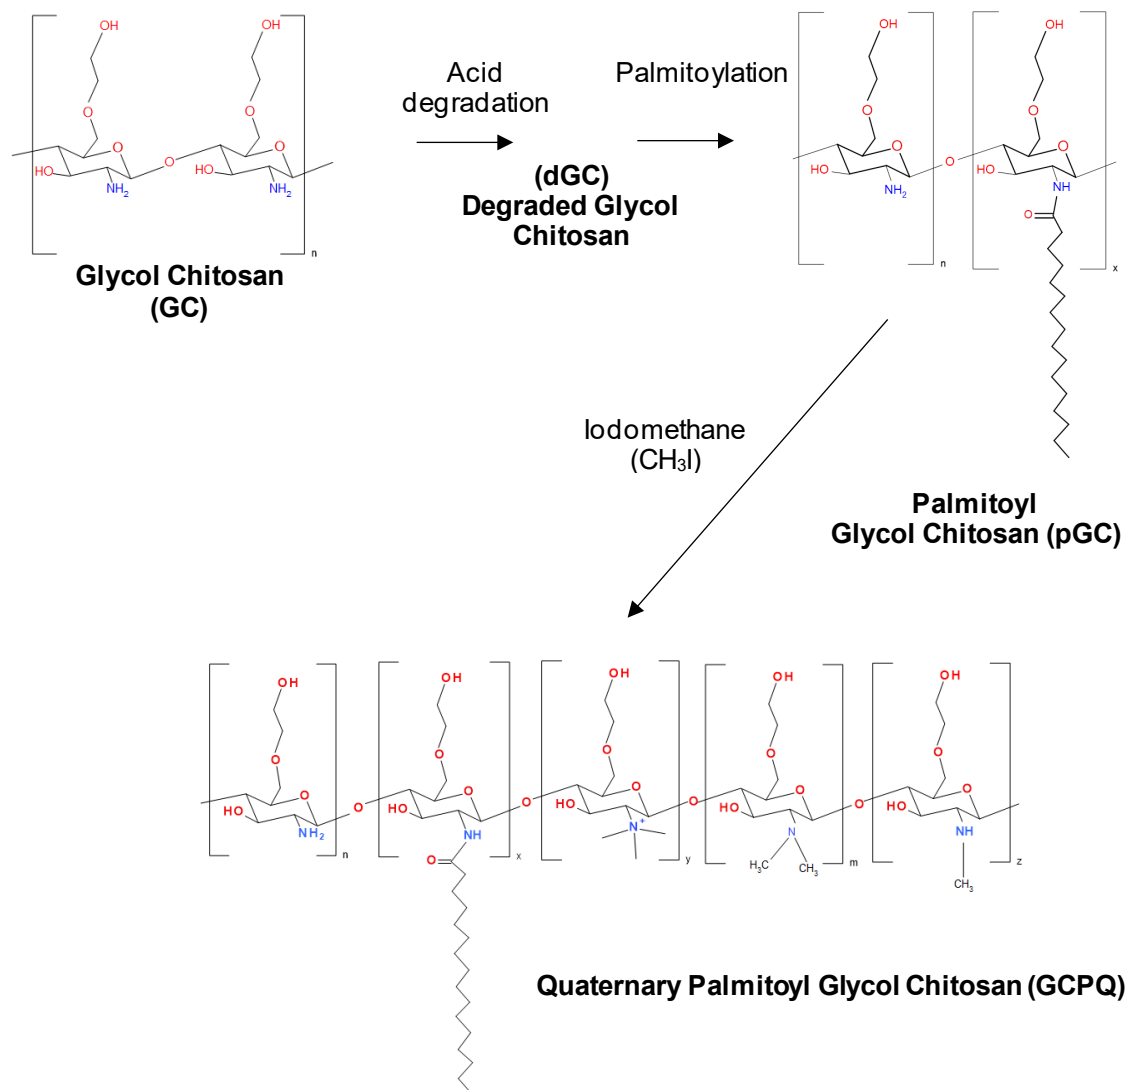 OH
OH
O
O
O
O
O
HO
HO
NH₂
NH₂
n
Glycol Chitosan
(GC)
Acid
degradation
(dGC)
Degraded Glycol
Chitosan
Palmitoylation
OH
OH
O
O
O
O
O
HO
HO
NH₂
NH
O
n
x
Palmitoyl
Glycol Chitosan (pGC)
Iodomethane
(CH₃I)
OH
OH
OH
OH
OH
O
O
O
O
O
O
O
O
O
O
O
O
O
O
HO
HO
HO
HO
HO
NH₂
NH
N⁺
N
NH
O
H₃C
CH₃
CH₃
n
x
y
m
z
Quaternary Palmitoyl Glycol Chitosan (GCPQ)